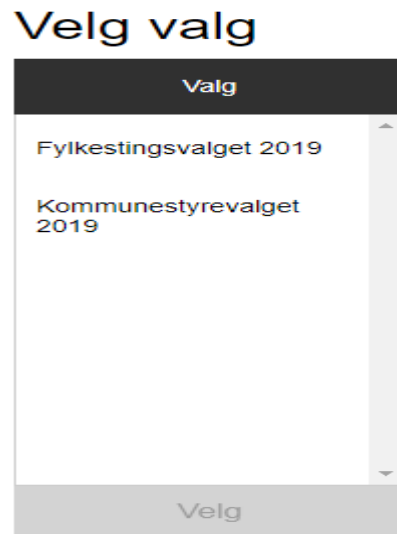 Velg valg
Valg
Fylkestingsvalget 2019
Kommunestyrevalget
2019
Velg